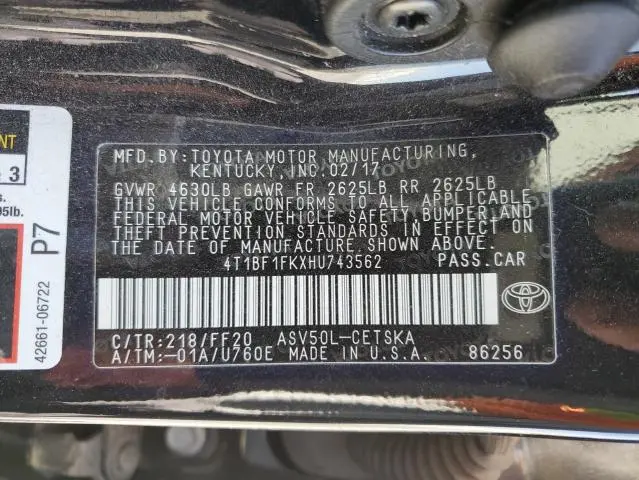 MFD. BY: TOYOTA MOTOR MANUFACTURING,
KENTUCKY, INC. 02/17
GVWR 4630LB GAWR FR 2625LB RR 2625LB
THIS VEHICLE CONFORMS TO ALL APPLICABLE
FEDERAL MOTOR VEHICLE SAFETY, BUMPER, AND
THEFT PREVENTION STANDARDS IN EFFECT ON
THE DATE OF MANUFACTURE SHOWN ABOVE.
4T1BF1FKXHU743562 PASS.CAR
TOYOTA
C/TR:218/FF20 ASV50L-CETSKA
A/TM:-01A/U760E MADE IN U.S.A. 86256
3
P7
42661-06722